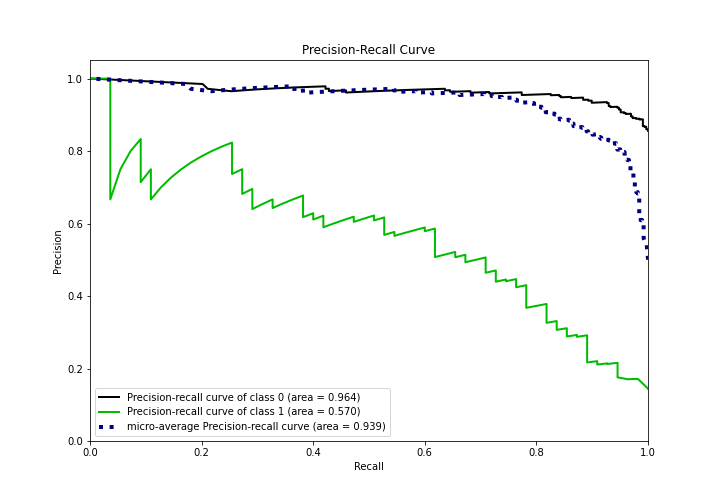 Precision-Recall Curve
1.0
0.8
0.6
0.4
0.2
0.0
Precision
Precision-recall curve of class 0 (area = 0.964)
Precision-recall curve of class 1 (area = 0.570)
micro-average Precision-recall curve (area = 0.939)
0.0 0.2 0.4 0.6 0.8 1.0
Recall